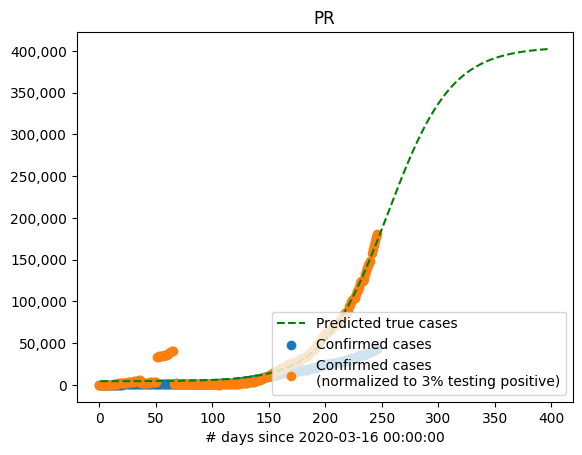 PR
400,000
350,000
300,000
250,000
200,000
150,000
100,000
50,000
0
Predicted true cases
Confirmed cases
Confirmed cases
(normalized to 3% testing positive)
0 50 100 150 200 250 300 350 400
# days since 2020-03-16 00:00:00